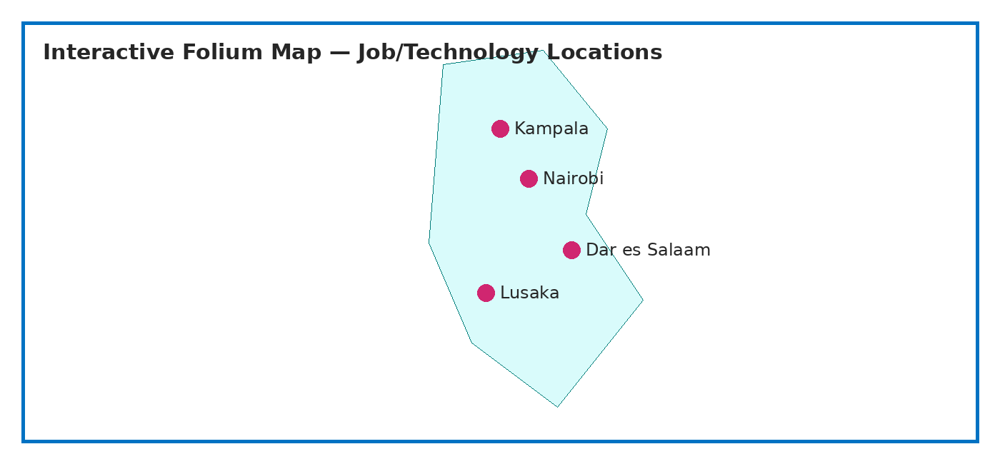 Interactive Folium Map — Job/Technology Locations
Kampala
Nairobi
Dar es Salaam
Lusaka